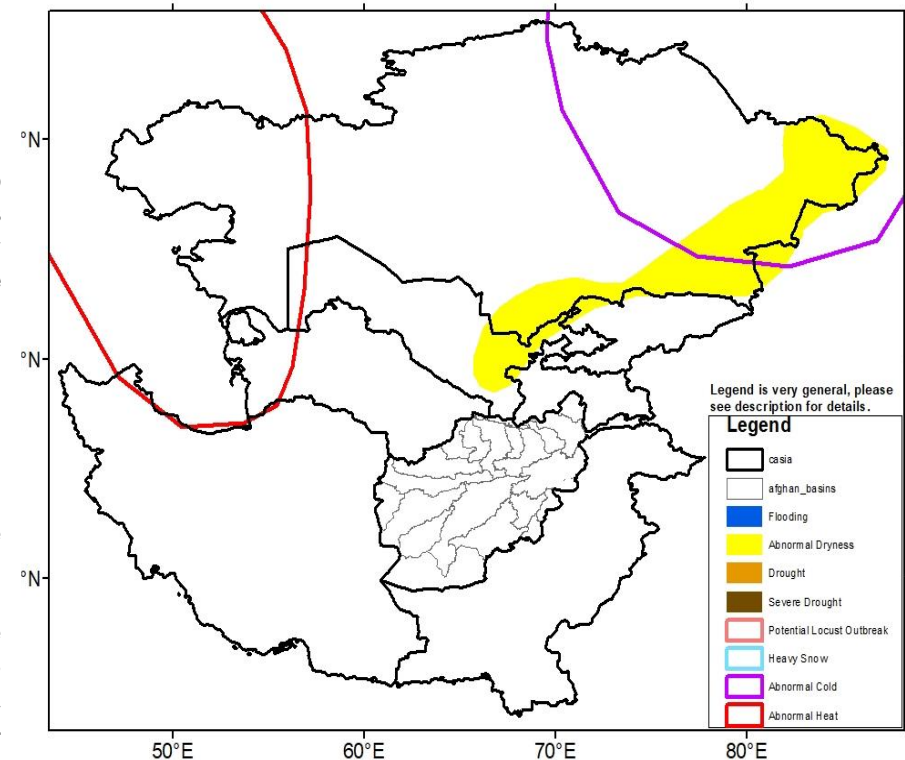 °N
°N
°N
Legend is very general, please
see description for details.
Legend
casia
afghan_basins
Flooding
Abnormal Dryness
Drought
Severe Drought
Potential Locust Outbreak
Heavy Snow
Abnormal Cold
Abnormal Heat
50°E
60°E
70°E
80°E